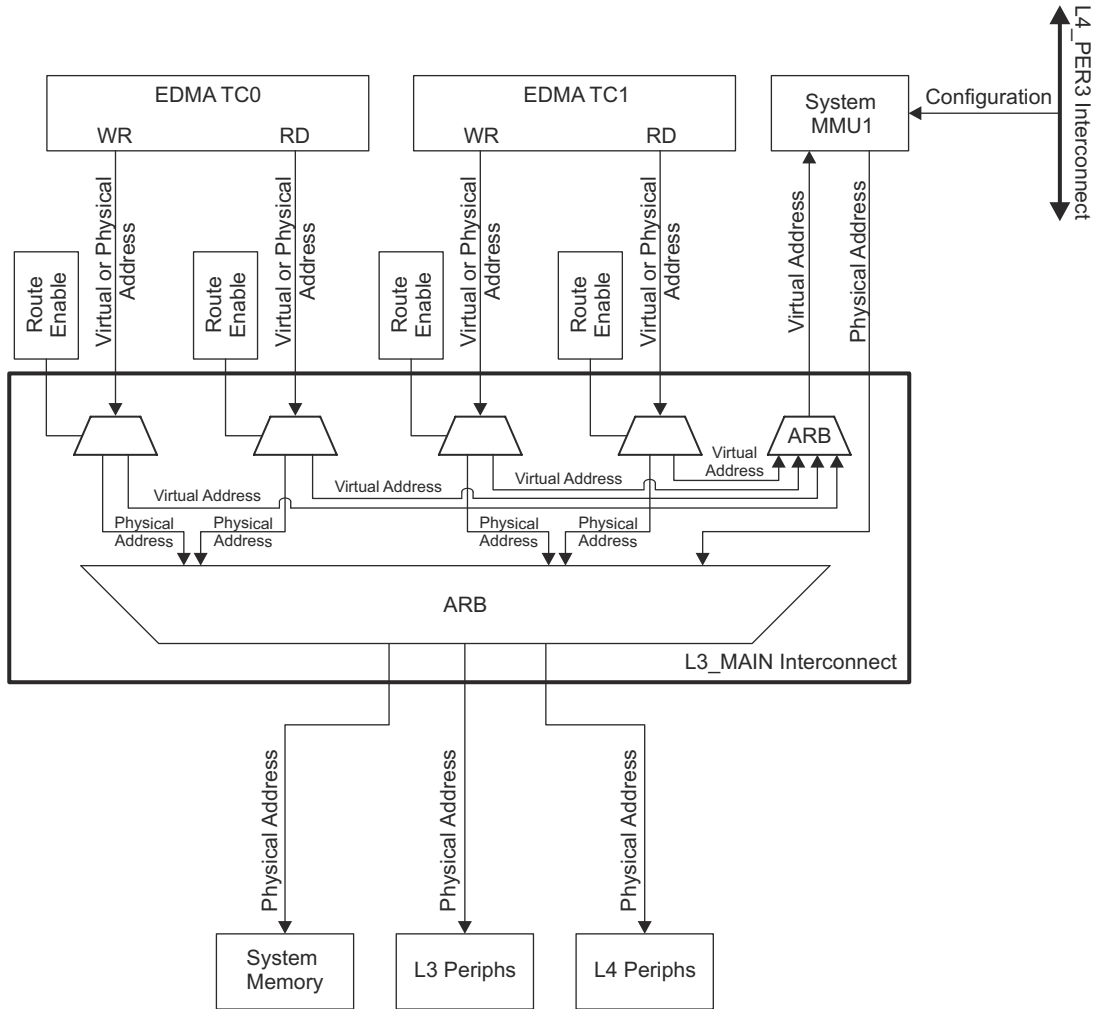 L4_PER3 Interconnect
EDMA TC0
WR
RD
EDMA TC1
WR
RD
System
MMU1
Configuration
Route
Enable
Virtual or Physical
Address
Route
Enable
Virtual or Physical
Address
Route
Enable
Virtual or Physical
Address
Route
Enable
Virtual or Physical
Address
Virtual Address
Physical Address
ARB
Virtual
Address
Virtual Address
Virtual Address
Virtual Address
Physical
Address
Physical
Address
Physical
Address
Physical
Address
ARB
L3_MAIN Interconnect
Physical Address
Physical Address
Physical Address
System
Memory
L3 Periphs
L4 Periphs